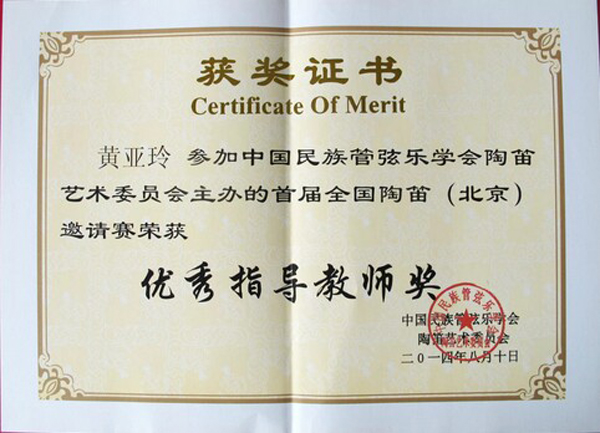 获奖证书
Certificate Of Merit
黄亚玲 参加中国民族管弦乐学会陶笛
艺术委员会主办的首届全国陶笛（北京）
邀请赛荣获
优秀指导教师奖
中国民族管弦乐学会
陶笛艺术委员会
二〇一四年八月十日